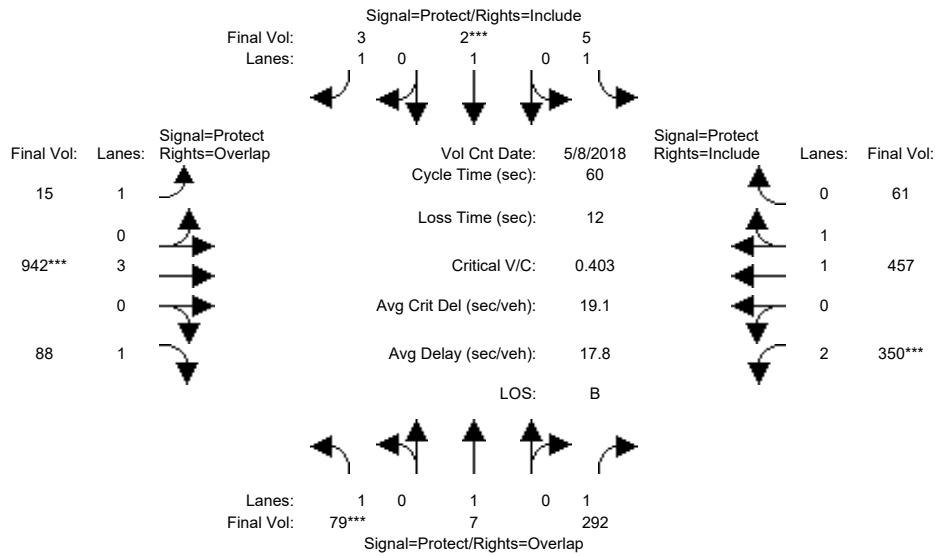 Signal=Protect/Rights=Include
Final Vol: 3 2*** 5
Lanes: 1 0 1 0 1
Signal=Protect
Rights=Overlap
Final Vol: Lanes:
15 1
0
942*** 3
0
88 1
Vol Cnt Date: 5/8/2018
Cycle Time (sec): 60
Loss Time (sec): 12
Critical V/C: 0.403
Avg Crit Del (sec/veh): 19.1
Avg Delay (sec/veh): 17.8
LOS: B
Signal=Protect
Rights=Include
Lanes: Final Vol:
0 61
1
1 457
0
2 350***
Lanes: 1 0 1 0 1
Final Vol: 79*** 7 292
Signal=Protect/Rights=Overlap